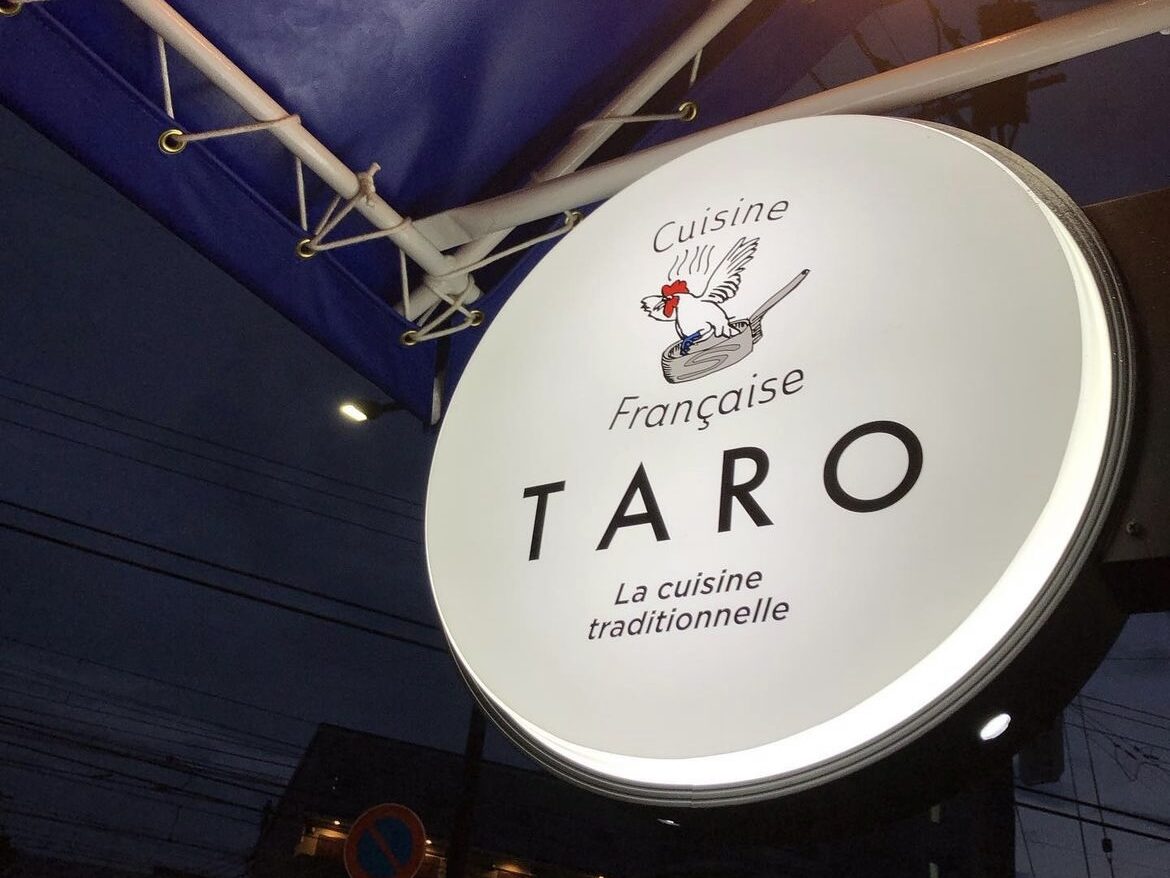 Cuisine
Française
TARO
La cuisine
traditionnelle